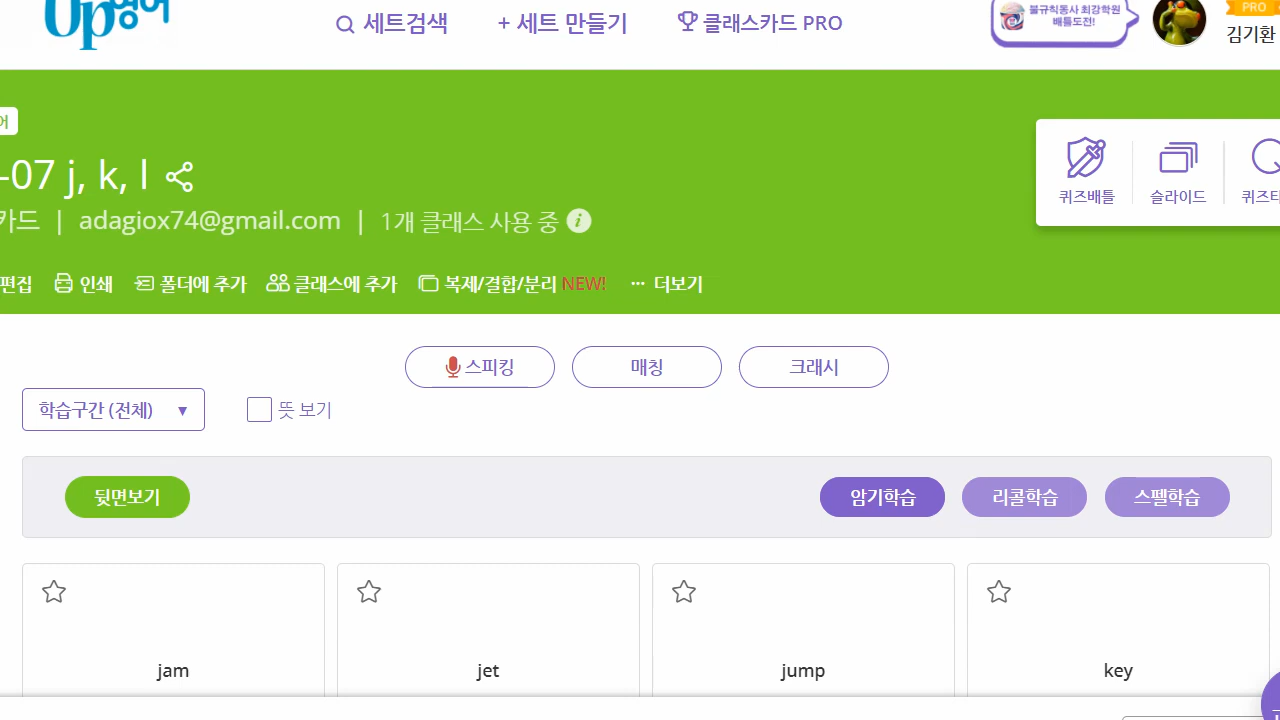 Up영어
세트검색
+ 세트 만들기
클래스카드 PRO
불규칙동사 최강학원
배틀도전!
PRO
김기환
어
-07 j, k, l
카드 | adagiox74@gmail.com | 1개 클래스 사용 중 i
퀴즈배틀
슬라이드
퀴즈타
편집
인쇄
폴더에 추가
클래스에 추가
복제/결합/분리 NEW!
··· 더보기
스피킹
매칭
크래시
학습구간 (전체) ▼
뜻 보기
뒷면보기
암기학습
리콜학습
스펠학습
jam
jet
jump
key